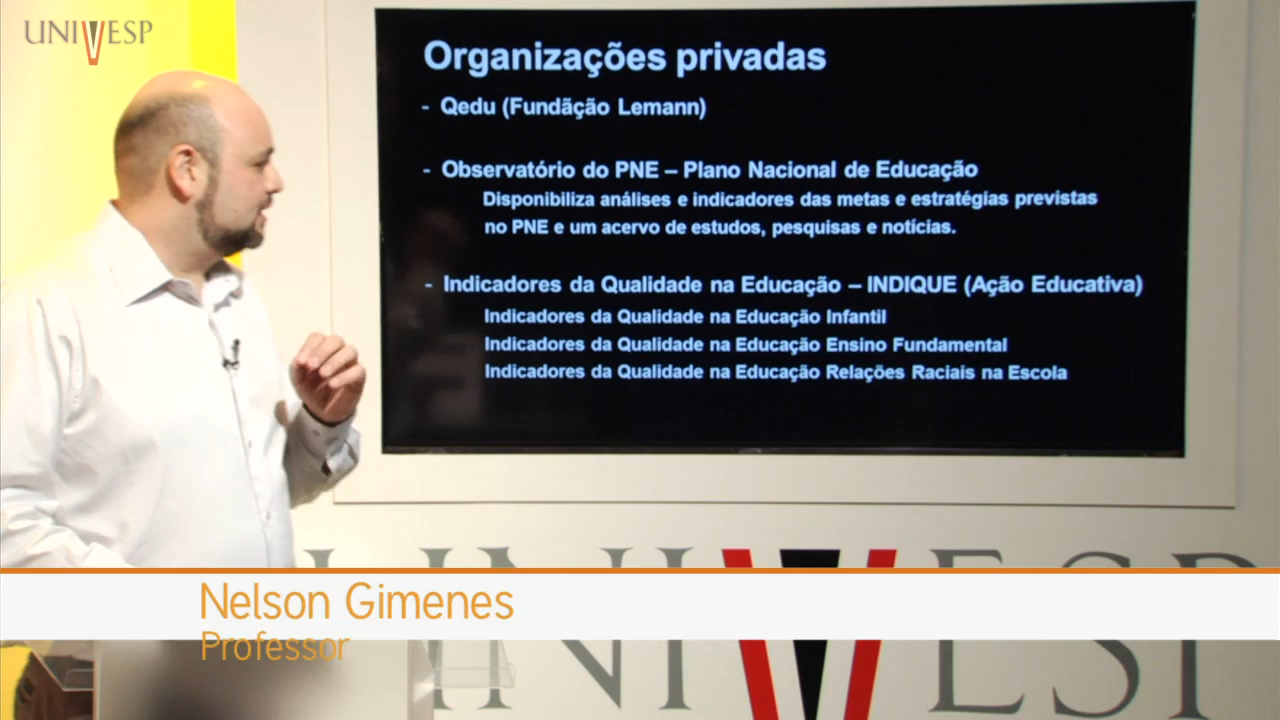 UNIVESP
Organizações privadas
- Qedu (Fundãção Lemann)
- Observatório do PNE – Plano Nacional de Educação
Disponibiliza análises e indicadores das metas e estratégias previstas
no PNE e um acervo de estudos, pesquisas e notícias.
- Indicadores da Qualidade na Educação – INDIQUE (Ação Educativa)
Indicadores da Qualidade na Educação Infantil
Indicadores da Qualidade na Educação Ensino Fundamental
Indicadores da Qualidade na Educação Relações Raciais na Escola
Nelson Gimenes
Professor
UNIVESP